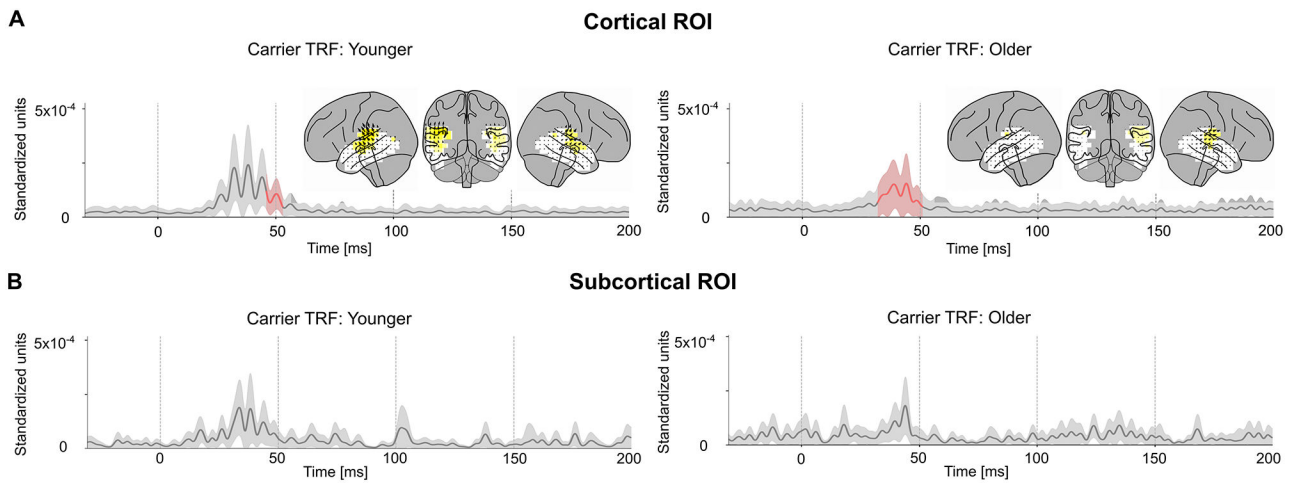 A
Cortical ROI
Carrier TRF: Younger
Carrier TRF: Older
Standardized units
5x10-4
0
0 50 100 150 200
Time [ms]
Standardized units
5x10-4
0
0 50 100 150 200
Time [ms]
B
Subcortical ROI
Carrier TRF: Younger
Carrier TRF: Older
Standardized units
5x10-4
0
0 50 100 150 200
Time [ms]
Standardized units
5x10-4
0
0 50 100 150 200
Time [ms]